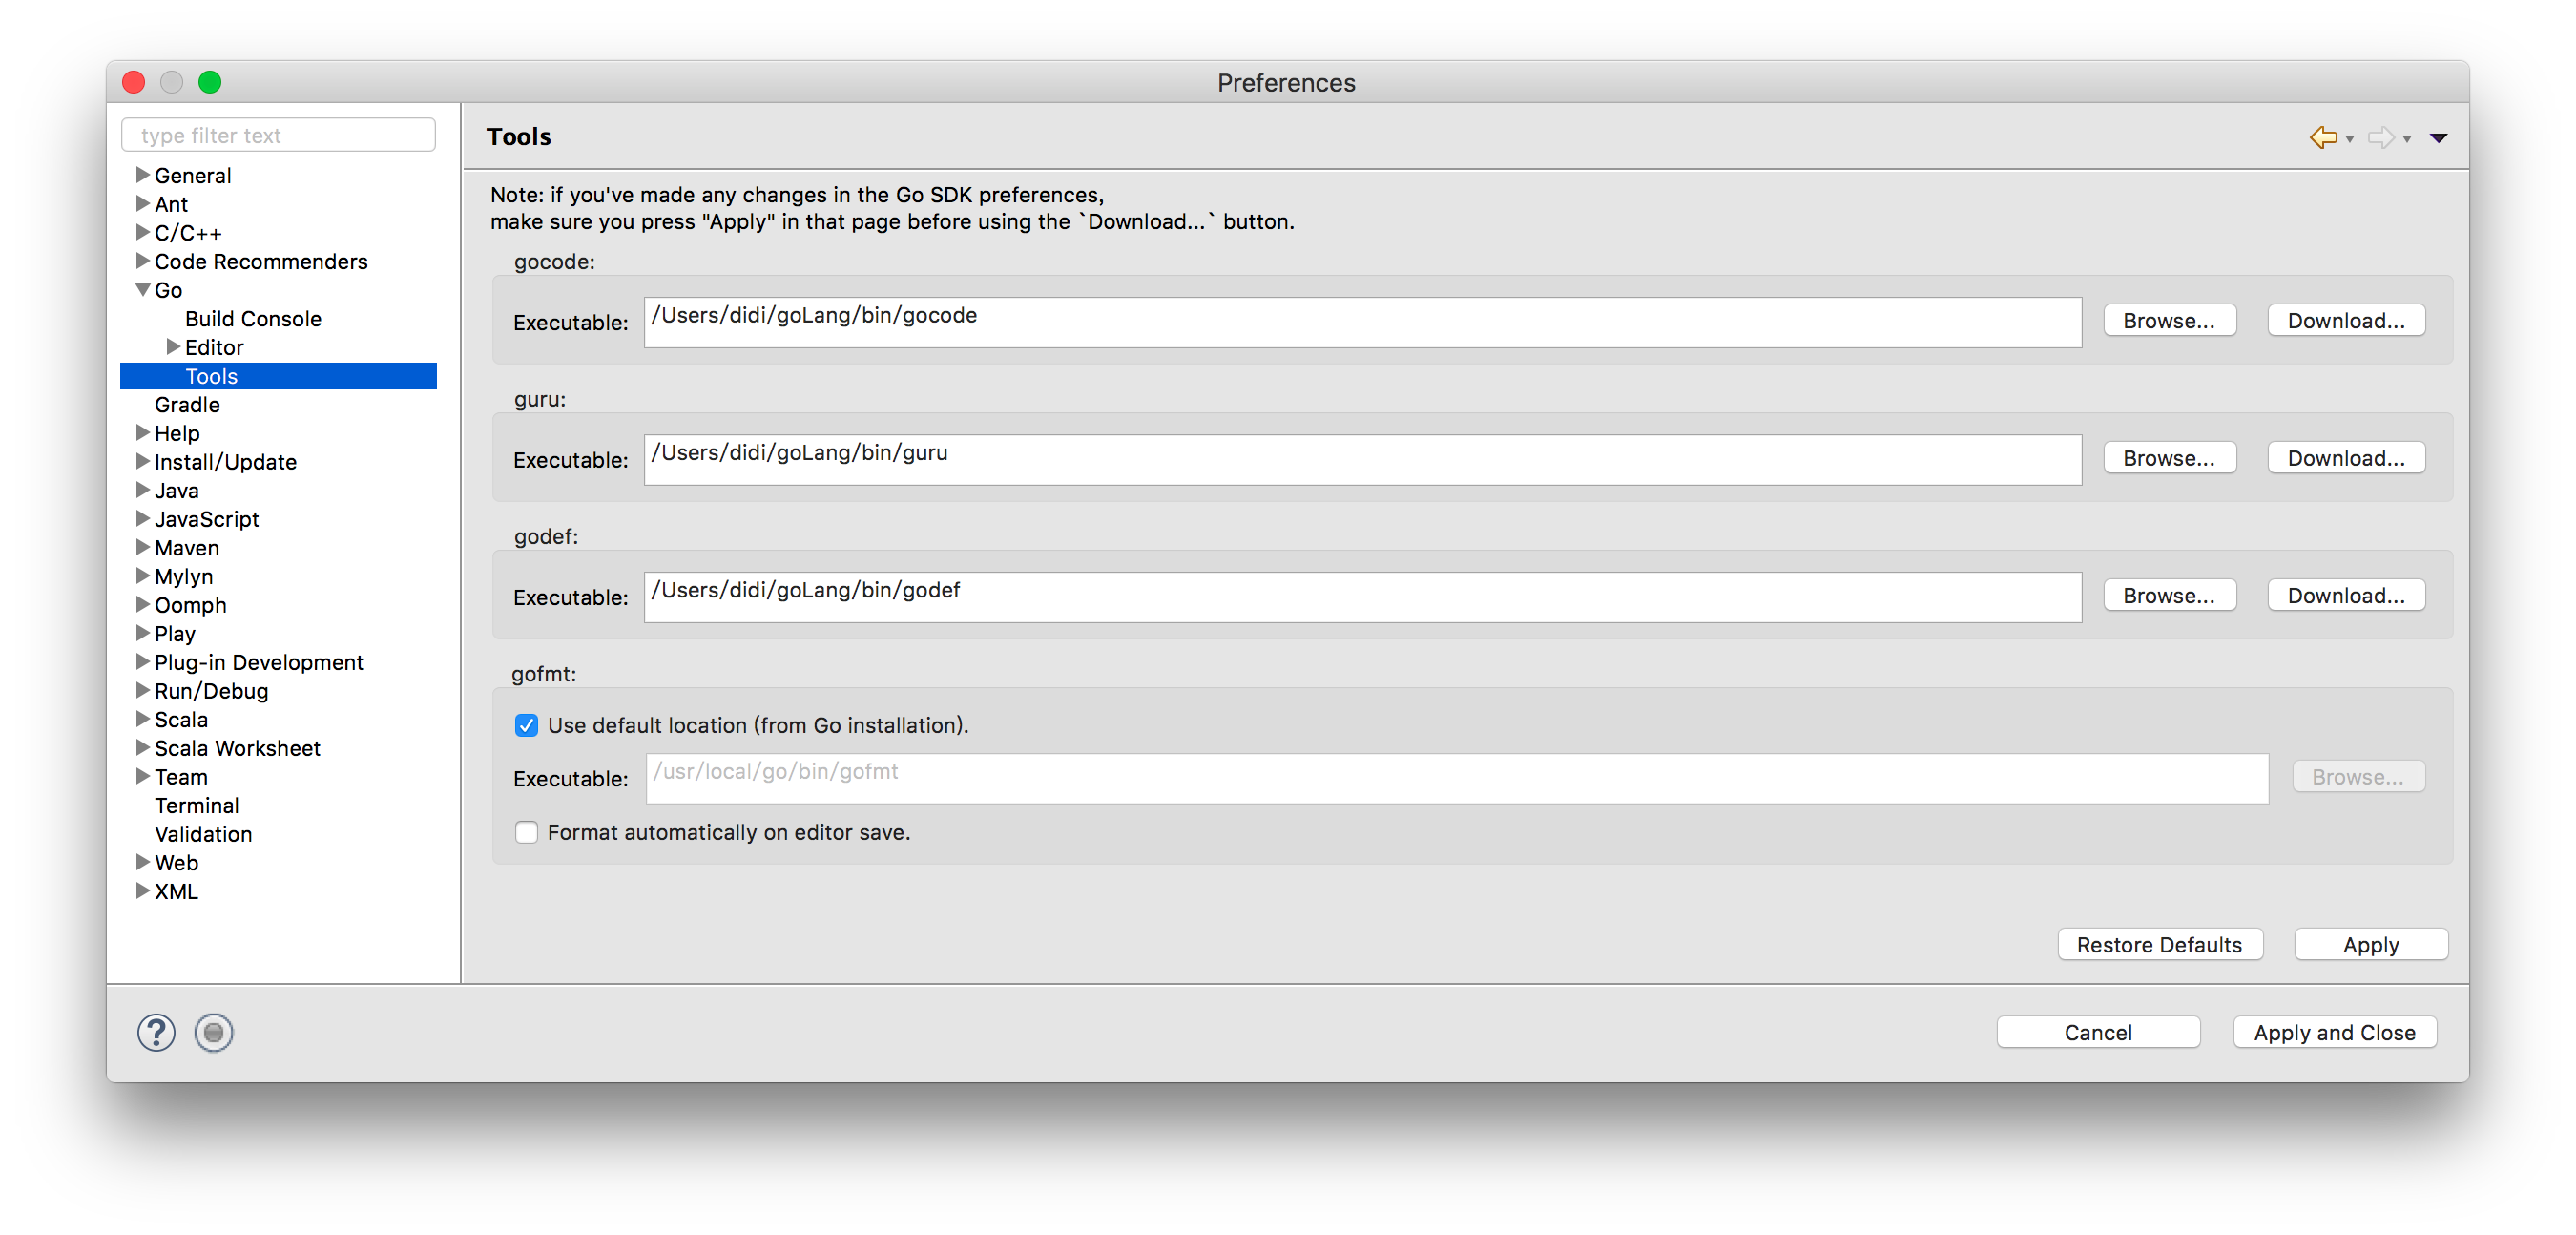 Preferences
type filter text
General
Ant
C/C++
Code Recommenders
Go
Build Console
Editor
Tools
Gradle
Help
Install/Update
Java
JavaScript
Maven
Mylyn
Oomph
Play
Plug-in Development
Run/Debug
Scala
Scala Worksheet
Team
Terminal
Validation
Web
XML
Tools
Note: if you've made any changes in the Go SDK preferences,
make sure you press "Apply" in that page before using the `Download...` button.
gocode:
Executable: /Users/didi/goLang/bin/gocode Browse... Download...
guru:
Executable: /Users/didi/goLang/bin/guru Browse... Download...
godef:
Executable: /Users/didi/goLang/bin/godef Browse... Download...
gofmt:
Use default location (from Go installation).
Executable: /usr/local/go/bin/gofmt Browse...
Format automatically on editor save.
Restore Defaults Apply
? Cancel Apply and Close